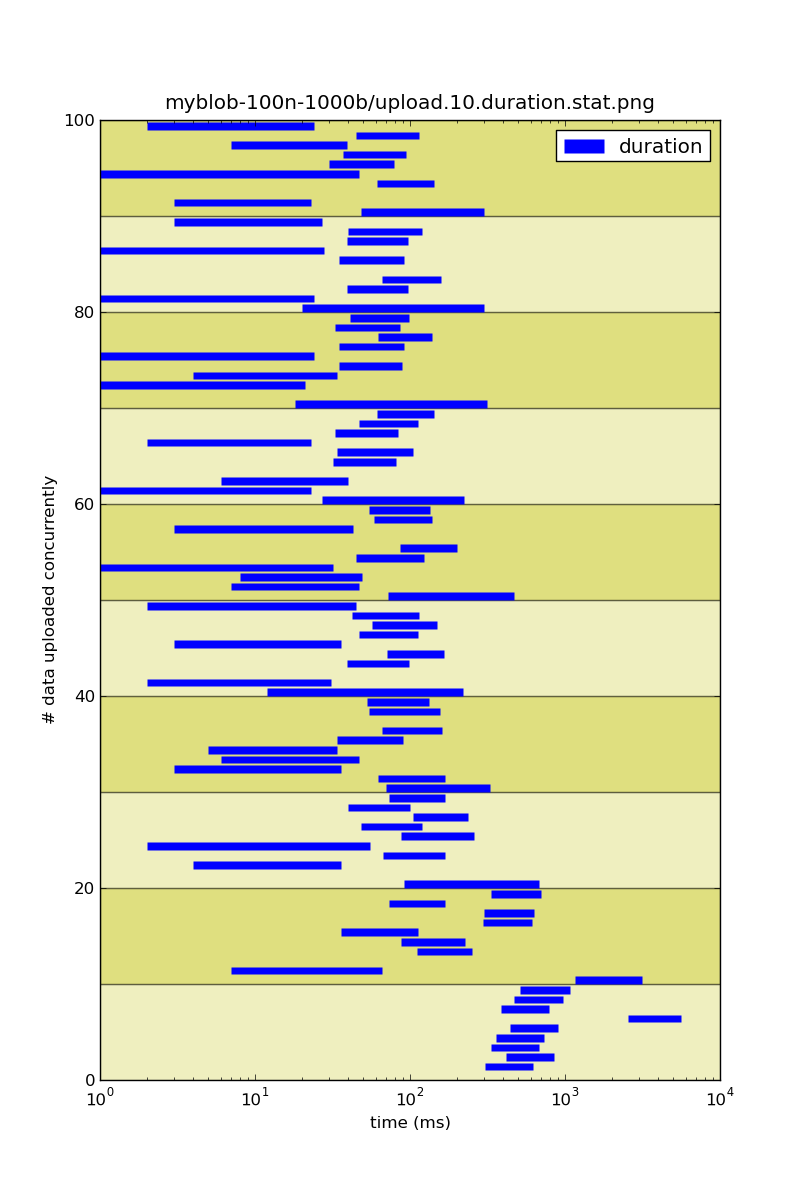 myblob-100n-1000b/upload.10.duration.stat.png
duration
100
80
60
40
20
0
# data uploaded concurrently
10^0 10^1 10^2 10^3 10^4
time (ms)